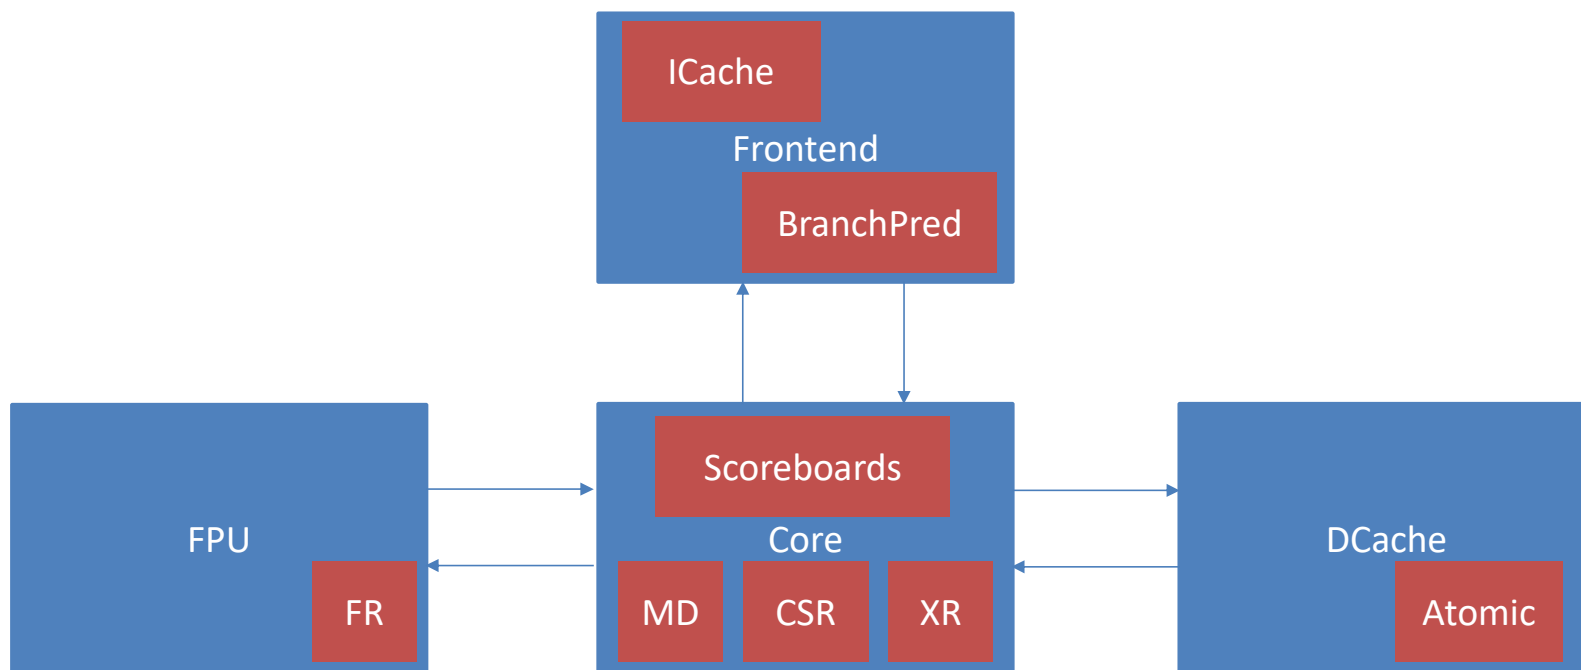 ICache
Frontend
BranchPred
Scoreboards
FPU
Core
DCache
FR
MD
CSR
XR
Atomic